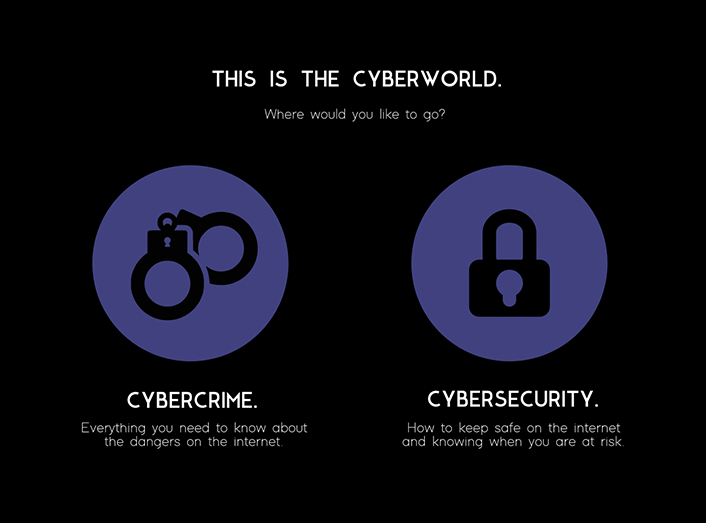 THIS IS THE CYBERWORLD.
Where would you like to go?
CYBERCRIME.
Everything you need to know about
the dangers on the internet.
CYBERSECURITY.
How to keep safe on the internet
and knowing when you are at risk.